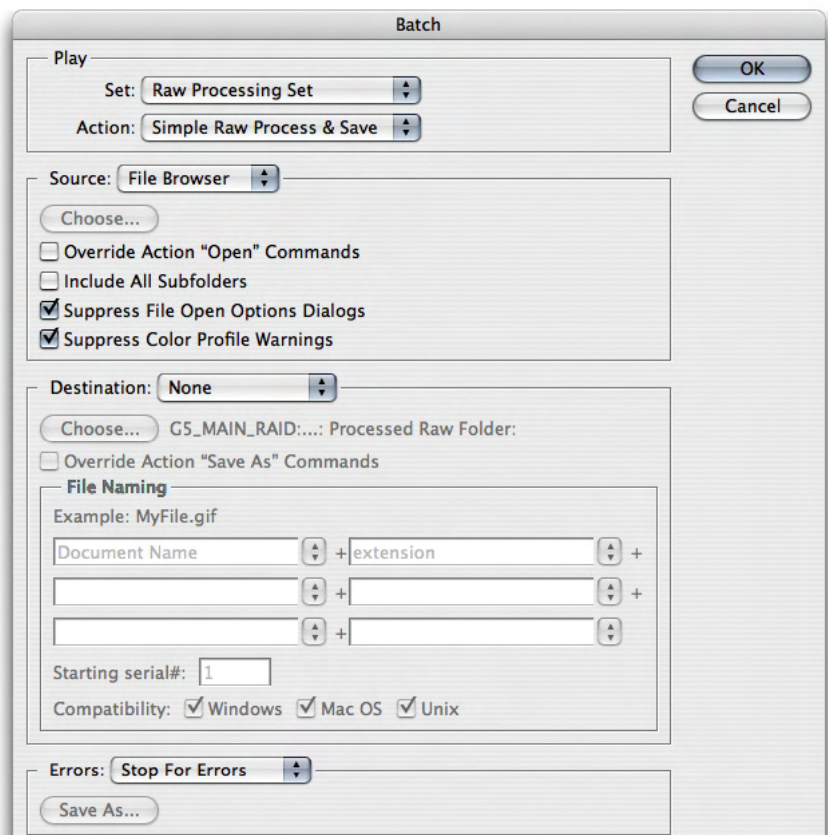 Batch
Play
OK
Set: Raw Processing Set
Cancel
Action: Simple Raw Process & Save
Source: File Browser
Choose...
Override Action “Open” Commands
Include All Subfolders
Suppress File Open Options Dialogs
Suppress Color Profile Warnings
Destination: None
Choose... G5_MAIN_RAID:...: Processed Raw Folder:
Override Action “Save As” Commands
File Naming
Example: MyFile.gif
Document Name + extension +
+ +
+
Starting serial#: 1
Compatibility: Windows Mac OS Unix
Errors: Stop For Errors
Save As...